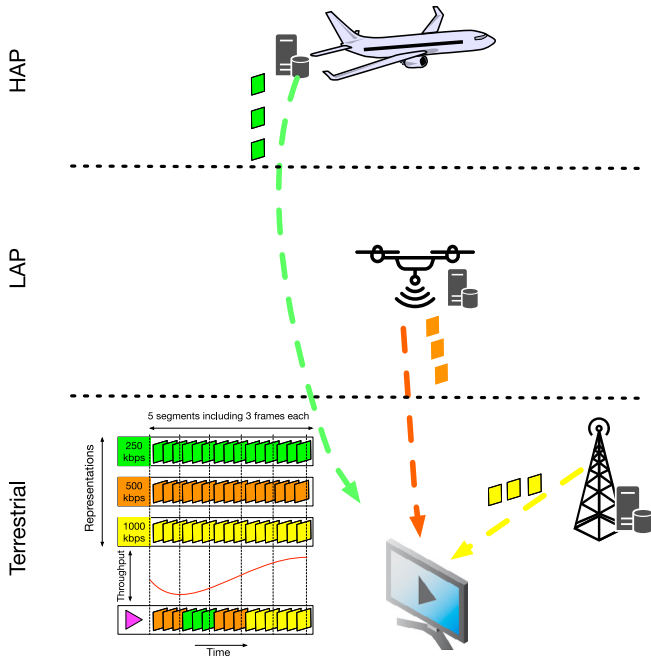 HAP
LAP
Terrestrial
5 segments including 3 frames each
Representations
250
kbps
500
kbps
1000
kbps
Throughput
Time